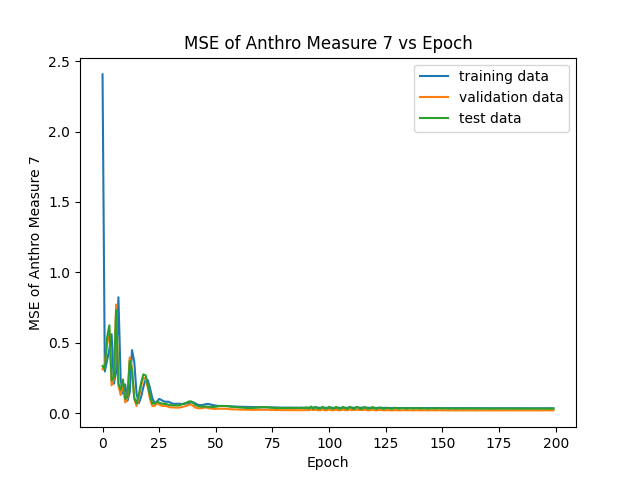 MSE of Anthro Measure 7 vs Epoch
training data
validation data
test data
MSE of Anthro Measure 7
2.5
2.0
1.5
1.0
0.5
0.0
0 25 50 75 100 125 150 175 200
Epoch